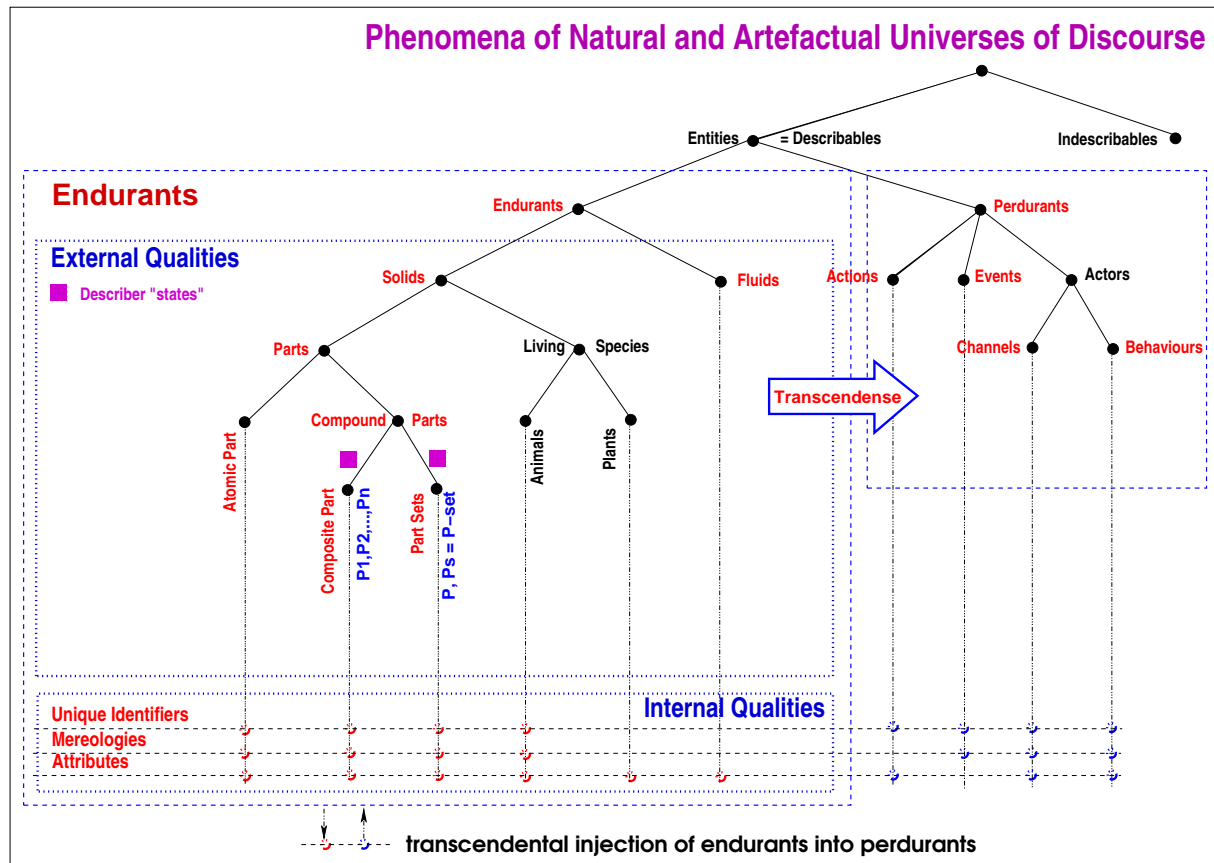 Phenomena of Natural and Artefactual Universes of Discourse
Entities = Describables
Indescribables
Endurants
Endurants
Perdurants
External Qualities
Describer "states"
Solids
Fluids
Actions
Events
Actors
Parts
Living Species
Channels
Behaviours
Transcendense
Compound Parts
Atomic Part
Animals
Plants
Composite Part
P1,P2,...,Pn
Part Sets
P, Ps = P-set
Internal Qualities
Unique Identifiers
Mereologies
Attributes
transcendental injection of endurants into perdurants